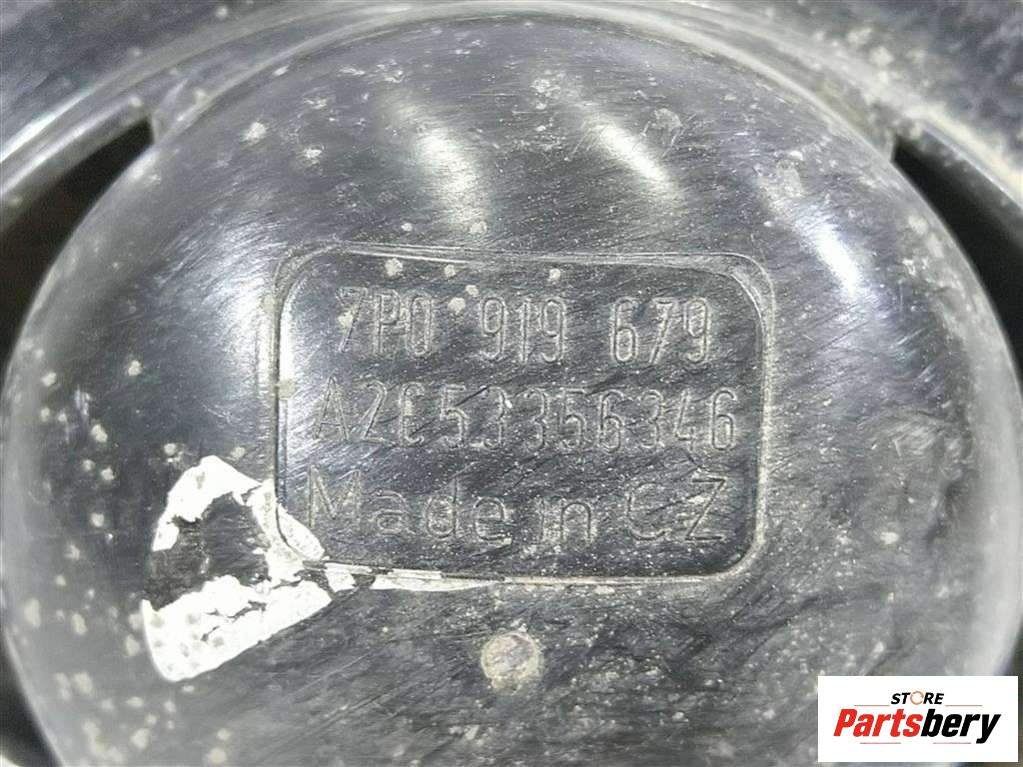 7P0 919 679
A2C53356346
Made in CZ
STORE
Partsbery